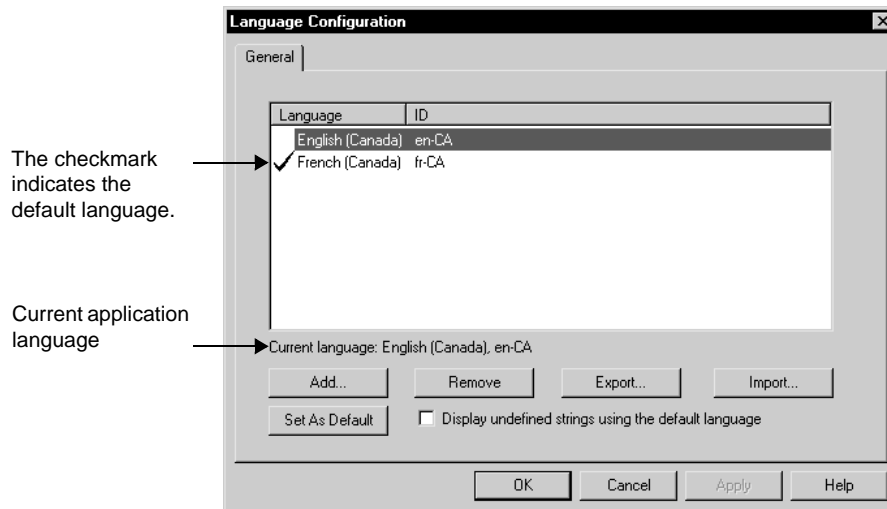 Language Configuration
General
Language ID
English (Canada) en-CA
French (Canada) fr-CA
The checkmark
indicates the
default language.
Current application
language
Current language: English (Canada), en-CA
Add... Remove Export... Import...
Set As Default Display undefined strings using the default language
OK Cancel Apply Help